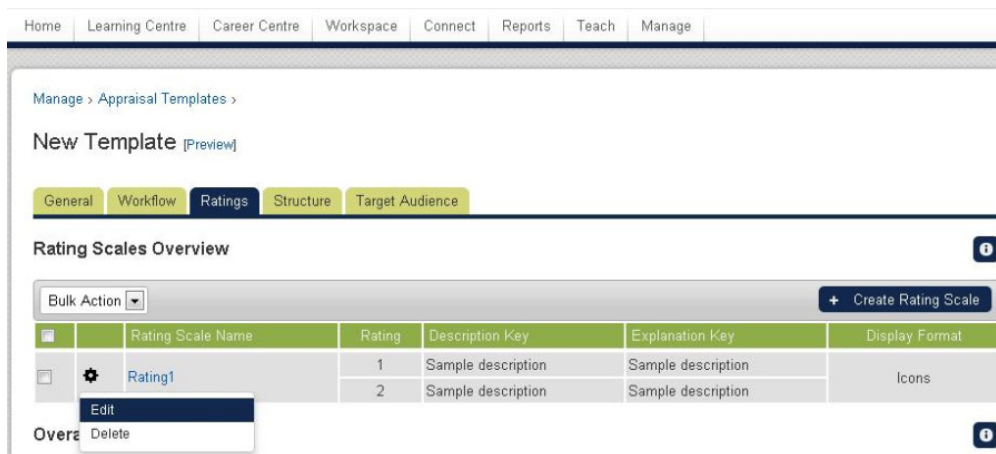 Home Learning Centre Career Centre Workspace Connect Reports Teach Manage
Manage › Appraisal Templates ›
New Template [Preview]
General Workflow Ratings Structure Target Audience
Rating Scales Overview
Bulk Action + Create Rating Scale
Rating Scale Name Rating Description Key Explanation Key Display Format
Rating1 1 Sample description Sample description Icons
2 Sample description Sample description
Edit
Delete